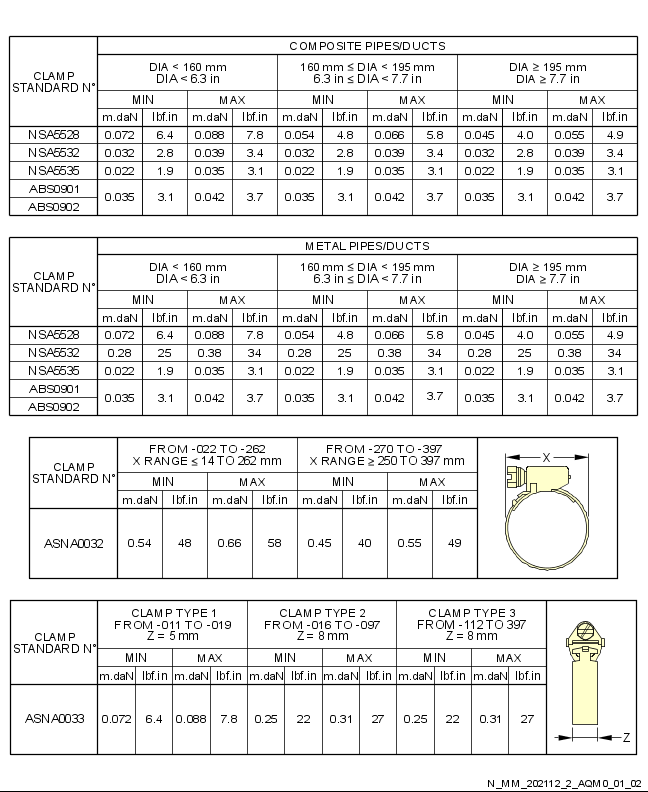 COMPOSITE PIPES/DUCTS
CLAMP STANDARD N°
DIA < 160 mm 160 mm ≤ DIA < 195 mm DIA ≥ 195 mm
DIA < 6.3 in 6.3 in ≤ DIA < 7.7 in DIA ≥ 7.7 in
MIN MAX MIN MAX MIN MAX
m.daN lbf.in m.daN lbf.in m.daN lbf.in m.daN lbf.in m.daN lbf.in m.daN lbf.in
NSA5528 0.072 6.4 0.088 7.8 0.054 4.8 0.066 5.8 0.045 4.0 0.055 4.9
NSA5532 0.032 2.8 0.039 3.4 0.032 2.8 0.039 3.4 0.032 2.8 0.039 3.4
NSA5535 0.022 1.9 0.035 3.1 0.022 1.9 0.035 3.1 0.022 1.9 0.035 3.1
ABS0901
0.035 3.1 0.042 3.7 0.035 3.1 0.042 3.7 0.035 3.1 0.042 3.7
ABS0902
METAL PIPES/DUCTS
CLAMP STANDARD N°
DIA < 160 mm 160 mm ≤ DIA < 195 mm DIA ≥ 195 mm
DIA < 6.3 in 6.3 in ≤ DIA < 7.7 in DIA ≥ 7.7 in
MIN MAX MIN MAX MIN MAX
m.daN lbf.in m.daN lbf.in m.daN lbf.in m.daN lbf.in m.daN lbf.in m.daN lbf.in
NSA5528 0.072 6.4 0.088 7.8 0.054 4.8 0.066 5.8 0.045 4.0 0.055 4.9
NSA5532 0.28 25 0.38 34 0.28 25 0.38 34 0.28 25 0.38 34
NSA5535 0.022 1.9 0.035 3.1 0.022 1.9 0.035 3.1 0.022 1.9 0.035 3.1
ABS0901
0.035 3.1 0.042 3.7 0.035 3.1 0.042 3.7 0.035 3.1 0.042 3.7
ABS0902
CLAMP STANDARD N°
FROM -022 TO -262 FROM -270 TO -397
X RANGE ≤ 14 TO 262 mm X RANGE ≥ 250 TO 397 mm
MIN MAX MIN MAX
m.daN lbf.in m.daN lbf.in m.daN lbf.in m.daN lbf.in
ASNA0032 0.54 48 0.66 58 0.45 40 0.55 49
X
CLAMP STANDARD N°
CLAMP TYPE 1 CLAMP TYPE 2 CLAMP TYPE 3
FROM -011 TO -019 FROM -016 TO -097 FROM -112 TO 397
Z = 5 mm Z = 8 mm Z = 8 mm
MIN MAX MIN MAX MIN MAX
m.daN lbf.in m.daN lbf.in m.daN lbf.in m.daN lbf.in m.daN lbf.in m.daN lbf.in
ASNA0033 0.072 6.4 0.088 7.8 0.25 22 0.31 27 0.25 22 0.31 27
Z
N_MM_202112_2_AQM0_01_02